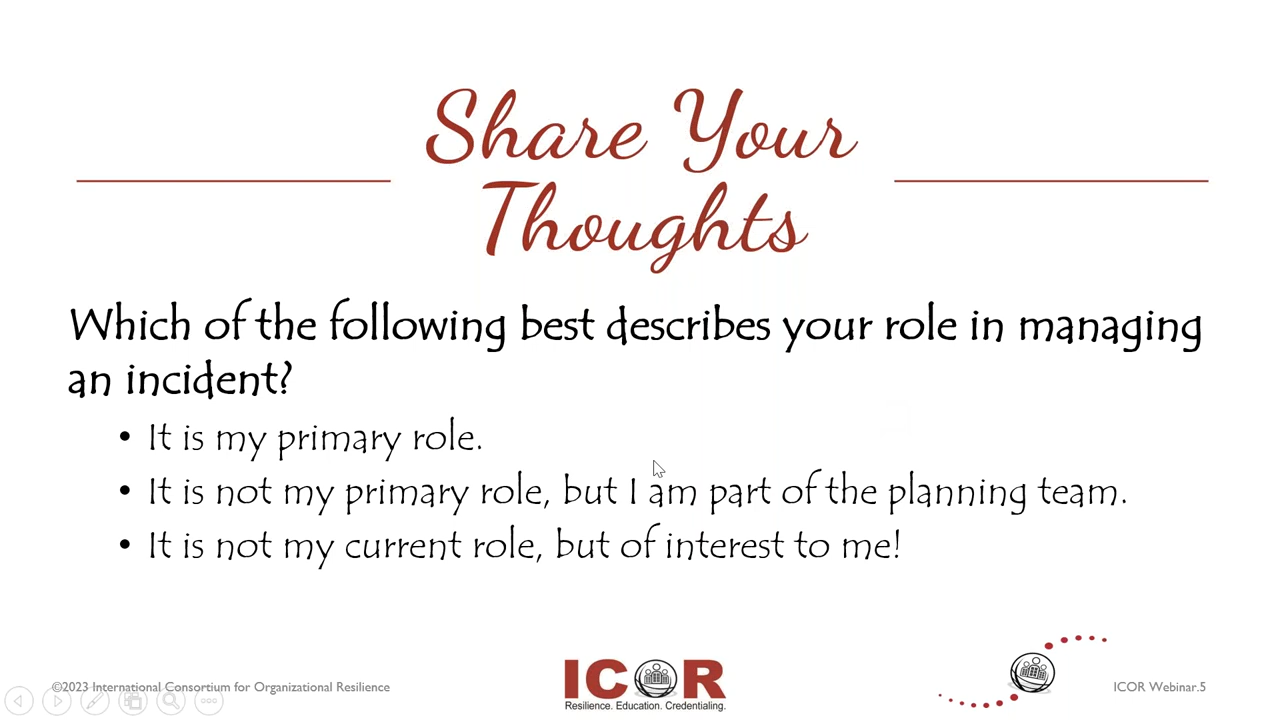 Share Your
Thoughts
Which of the following best describes your role in managing
an incident?
• It is my primary role.
• It is not my primary role, but I am part of the planning team.
• It is not my current role, but of interest to me!
©2023 International Consortium for Organizational Resilience
ICOR
Resilience. Education. Credentialing.
ICOR Webinar.5